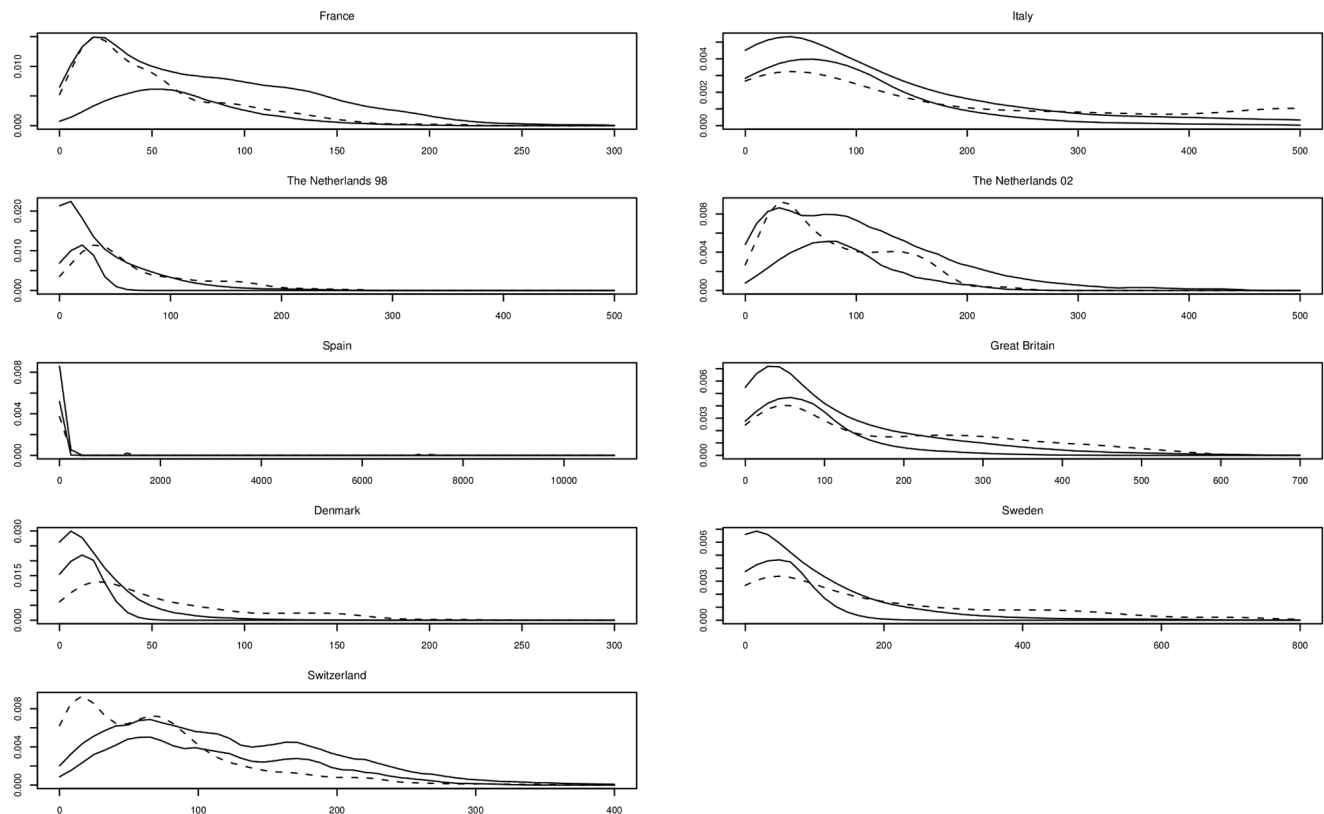 France
0.000 0.010
0 50 100 150 200 250 300
Italy
0.000 0.002 0.004
0 100 200 300 400 500
The Netherlands 98
0.000 0.010 0.020
0 100 200 300 400 500
The Netherlands 02
0.000 0.004 0.008
0 100 200 300 400 500
Spain
0.000 0.004 0.008
0 2000 4000 6000 8000 10000
Great Britain
0.000 0.003 0.006
0 100 200 300 400 500 600 700
Denmark
0.000 0.015 0.030
0 50 100 150 200 250 300
Sweden
0.000 0.003 0.006
0 200 400 600 800
Switzerland
0.000 0.004 0.008
0 100 200 300 400